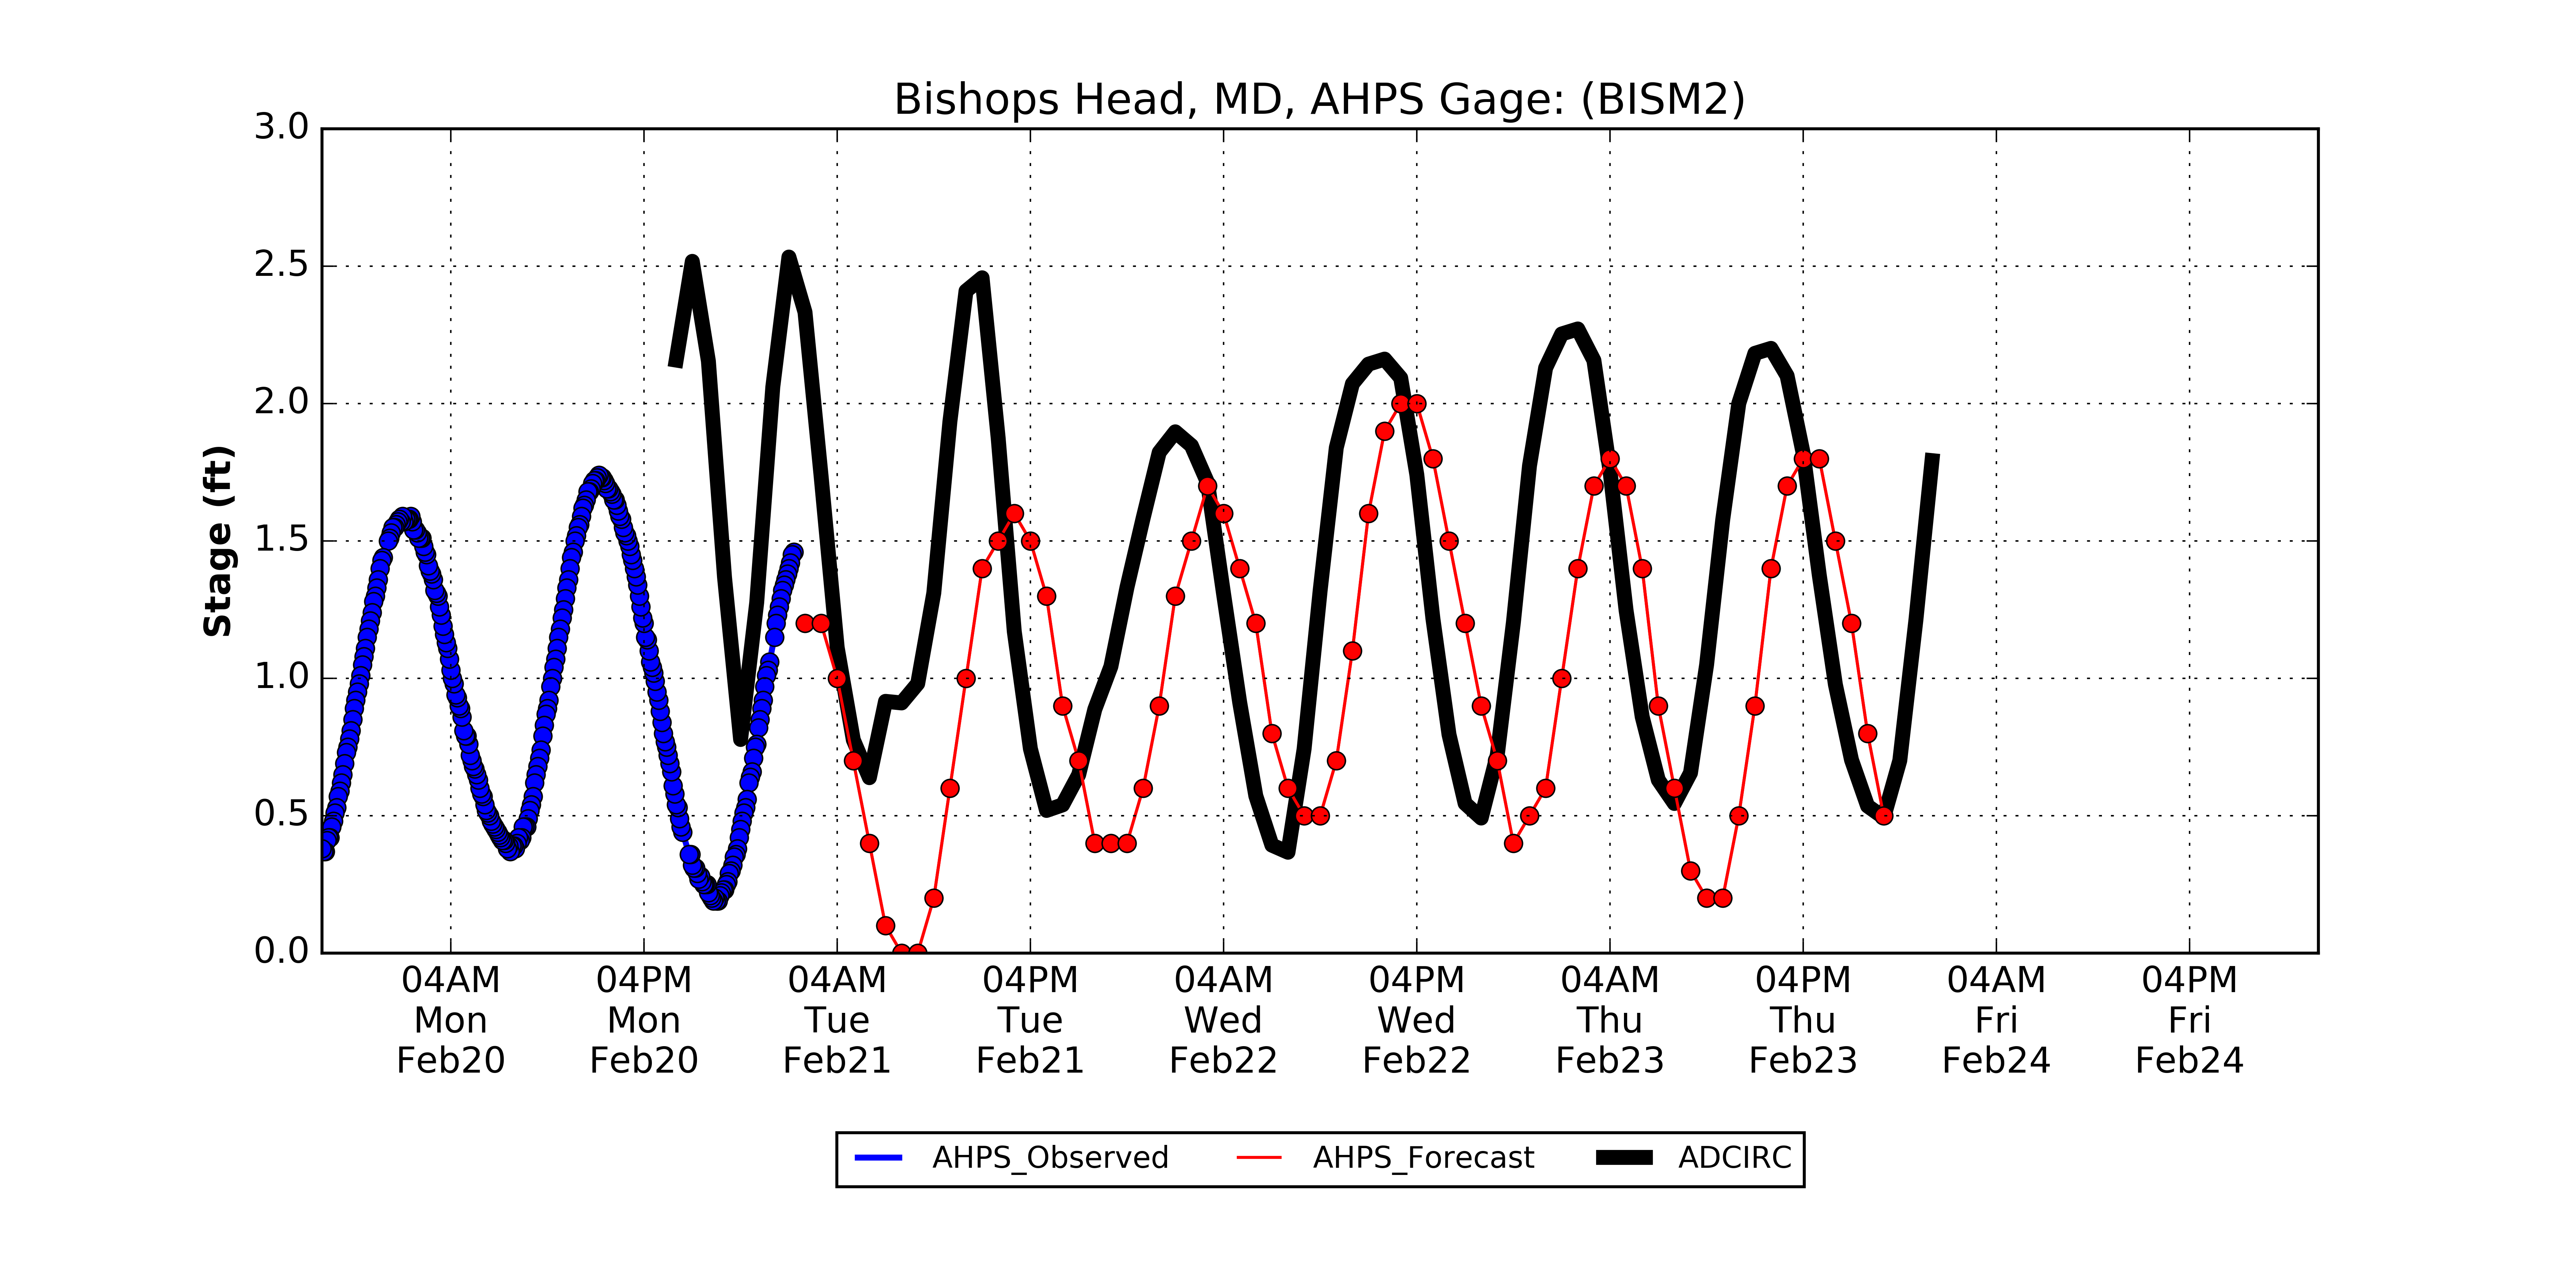 Bishops Head, MD, AHPS Gage: (BISM2)
3.0
2.5
2.0
1.5
1.0
0.5
0.0
Stage (ft)
04AM 04PM 04AM 04PM 04AM 04PM 04AM 04PM 04AM 04PM
Mon Mon Tue Tue Wed Wed Thu Thu Fri Fri
Feb20 Feb20 Feb21 Feb21 Feb22 Feb22 Feb23 Feb23 Feb24 Feb24
AHPS_Observed AHPS_Forecast ADCIRC